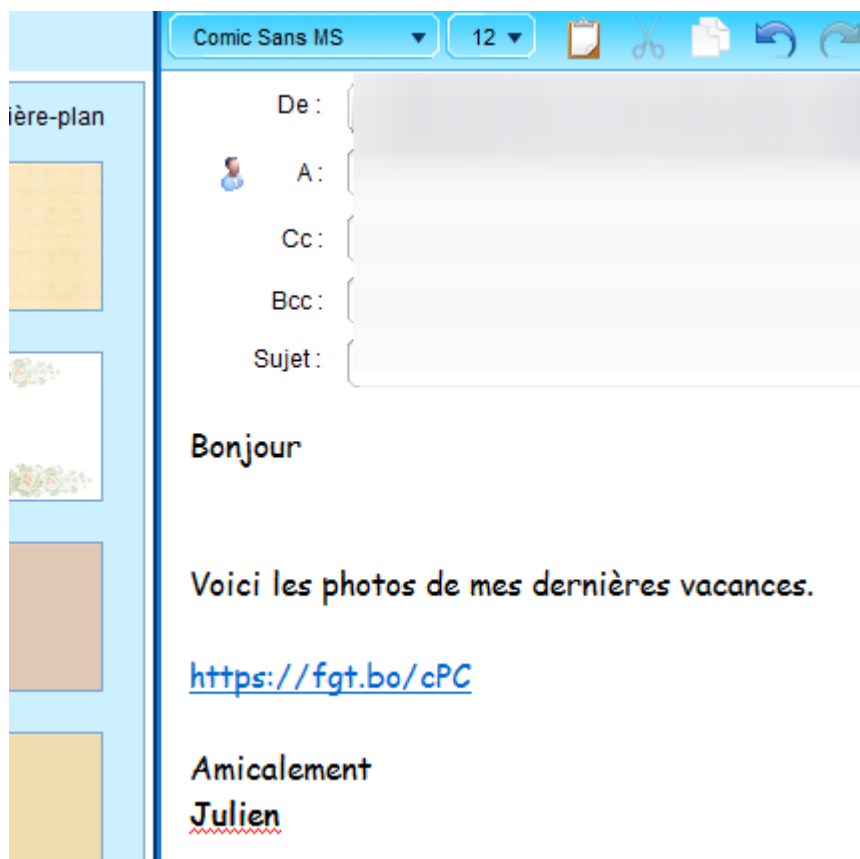 Comic Sans MS 12
ière-plan
De :
A :
Cc :
Bcc :
Sujet :
Bonjour
Voici les photos de mes dernières vacances.
https://fgt.bo/cPC
Amicalement
Julien